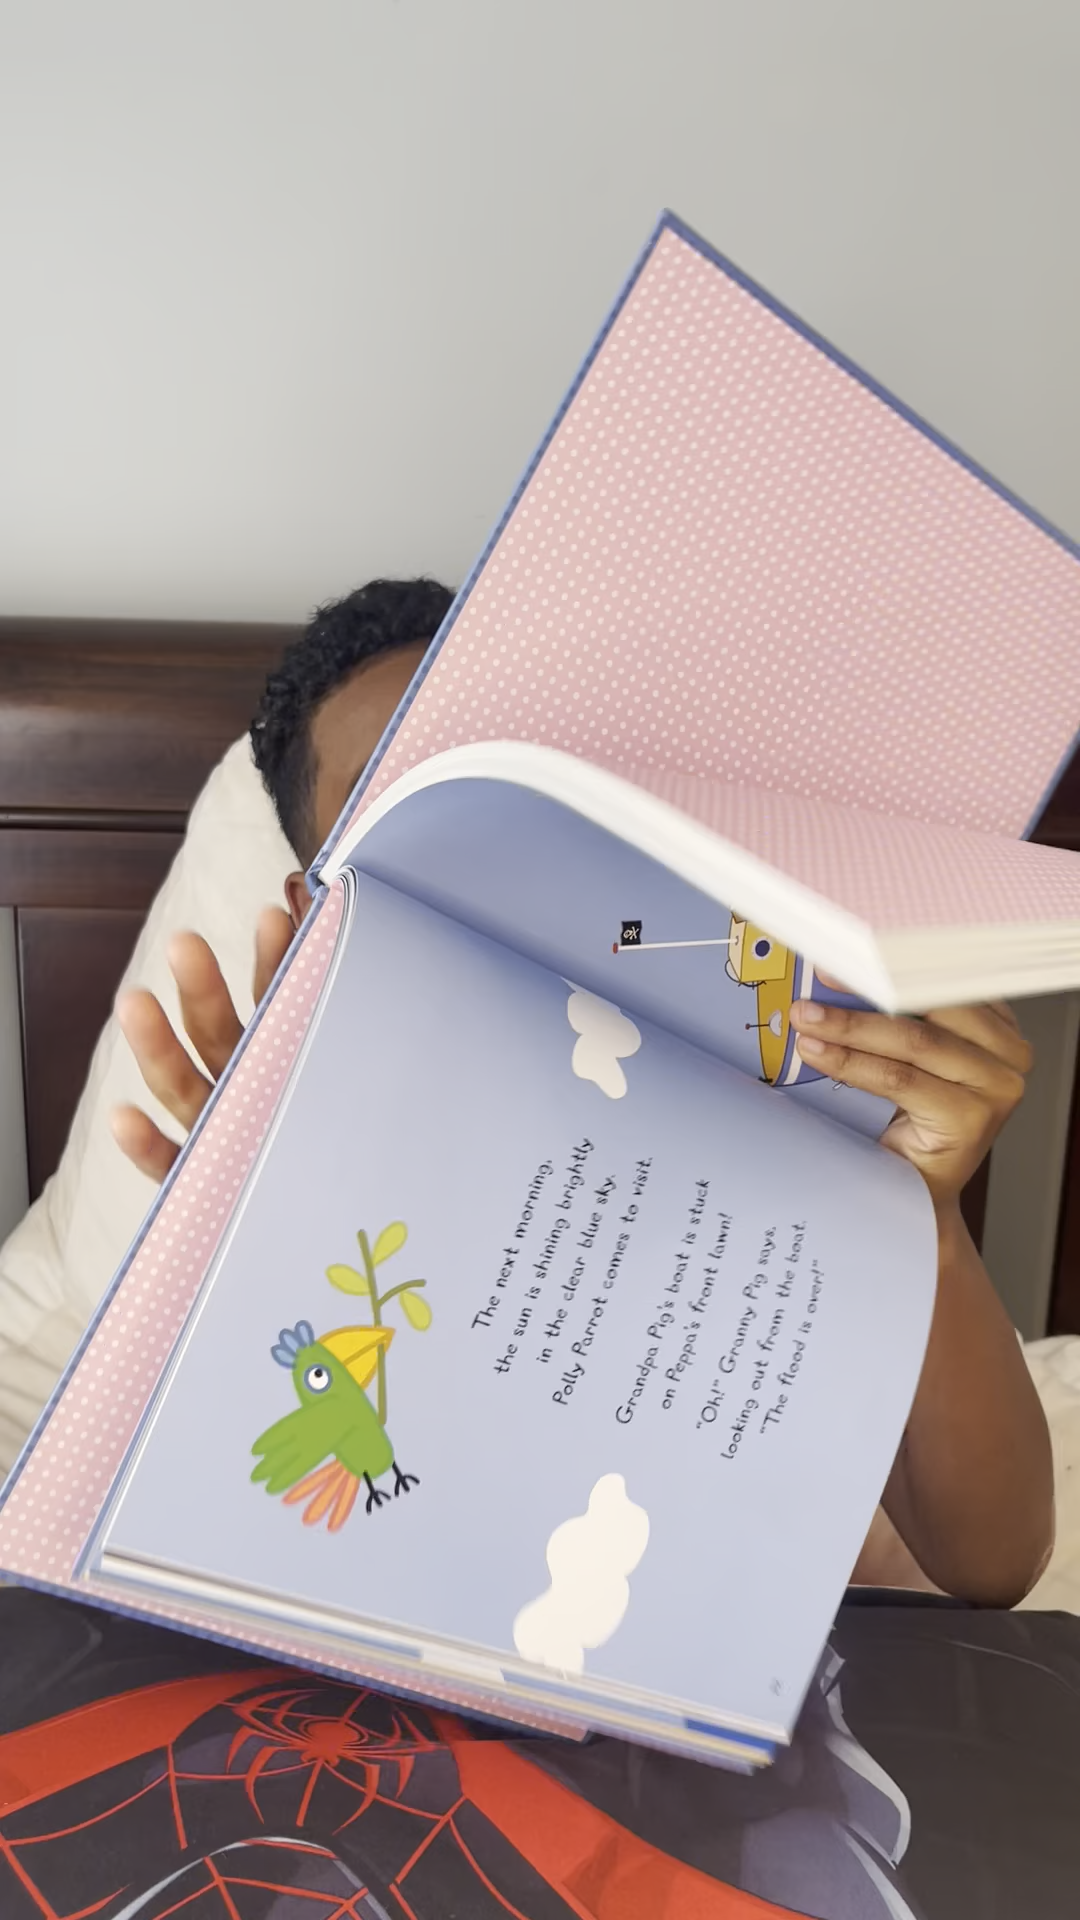 The next morning,
the sun is shining brightly
in the clear blue sky.
Polly Parrot comes to visit.
Grandpa Pig's boat is stuck
on Peppa's front lawn!
"Oh!" Granny Pig says,
looking out from the boat.
"The flood is over!"